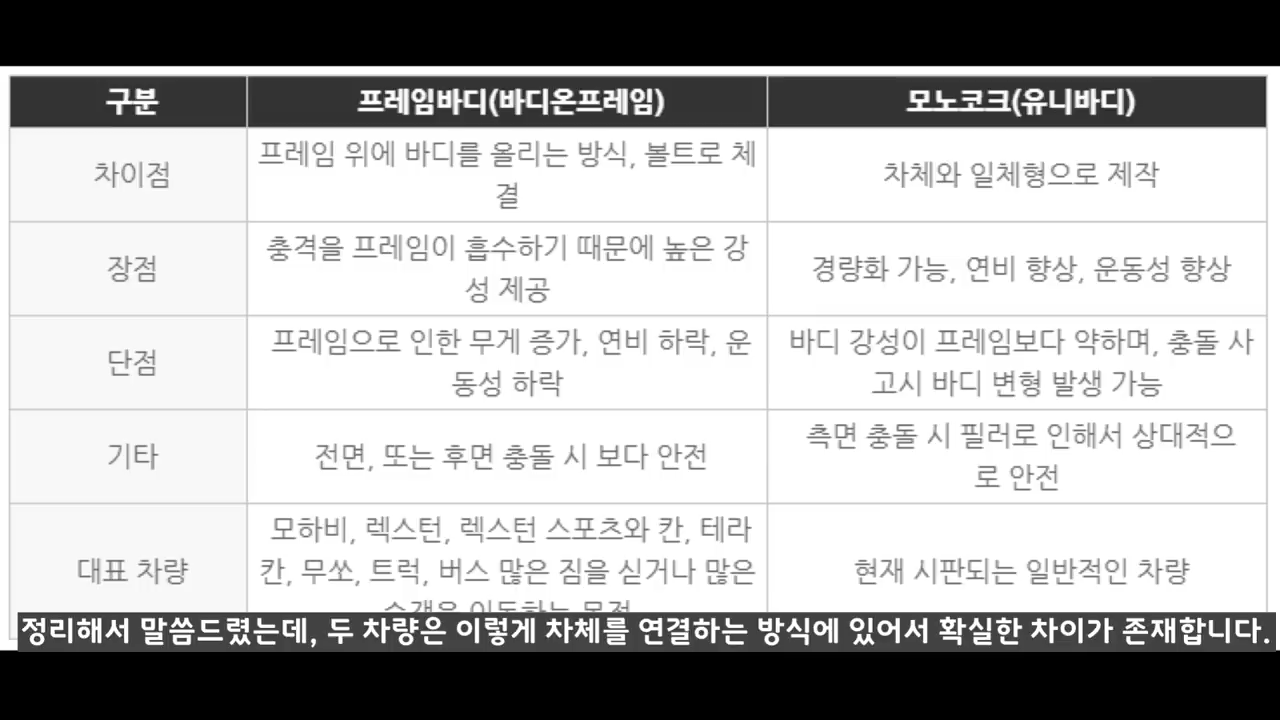 구분 프레임바디(바디온프레임) 모노코크(유니바디)
차이점 프레임 위에 바디를 올리는 방식, 볼트로 체
결 차체와 일체형으로 제작
장점 충격을 프레임이 흡수하기 때문에 높은 강
성 제공 경량화 가능, 연비 향상, 운동성 향상
단점 프레임으로 인한 무게 증가, 연비 하락, 운
동성 하락 바디 강성이 프레임보다 약하며, 충돌 사
고시 바디 변형 발생 가능
기타 전면, 또는 후면 충돌 시 보다 안전 측면 충돌 시 필러로 인해서 상대적으
로 안전
대표 차량 모하비, 렉스턴, 렉스턴 스포츠와 칸, 테라
칸, 무쏘, 트럭, 버스 많은 짐을 싣거나 많은
현재 시판되는 일반적인 차량
정리해서 말씀드렸는데, 두 차량은 이렇게 차체를 연결하는 방식에 있어서 확실한 차이가 존재합니다.